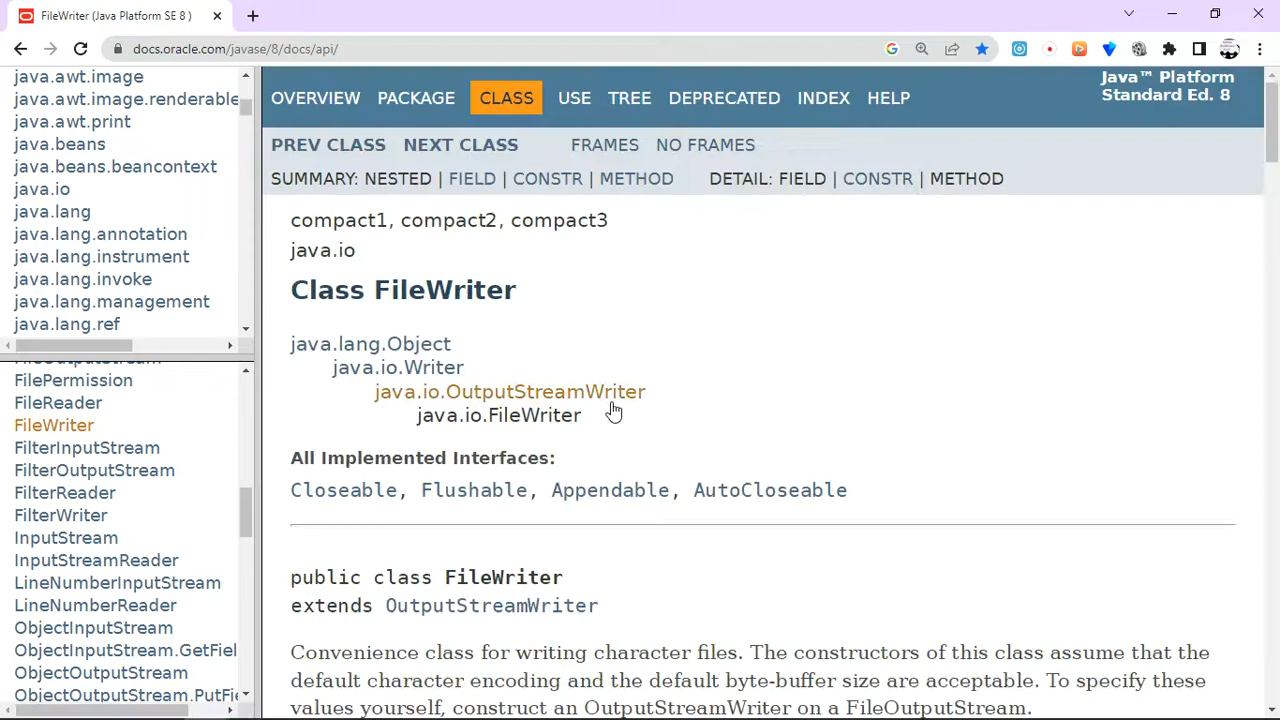 FileWriter (Java Platform SE 8 )
docs.oracle.com/javase/8/docs/api/
java.awt.image
java.awt.image.renderable
java.awt.print
java.beans
java.beans.beancontext
java.io
java.lang
java.lang.annotation
java.lang.instrument
java.lang.invoke
java.lang.management
java.lang.ref
FilePermission
FileReader
FileWriter
FilterInputStream
FilterOutputStream
FilterReader
FilterWriter
InputStream
InputStreamReader
LineNumberInputStream
LineNumberReader
ObjectInputStream
ObjectInputStream.GetFiel
ObjectOutputStream
ObjectOutputStream.PutFie
OVERVIEW PACKAGE CLASS USE TREE DEPRECATED INDEX HELP
Java™ Platform
Standard Ed. 8
PREV CLASS NEXT CLASS FRAMES NO FRAMES
SUMMARY: NESTED | FIELD | CONSTR | METHOD DETAIL: FIELD | CONSTR | METHOD
compact1, compact2, compact3
java.io
Class FileWriter
java.lang.Object
java.io.Writer
java.io.OutputStreamWriter
java.io.FileWriter
All Implemented Interfaces:
Closeable, Flushable, Appendable, AutoCloseable
public class FileWriter
extends OutputStreamWriter
Convenience class for writing character files. The constructors of this class assume that the
default character encoding and the default byte-buffer size are acceptable. To specify these
values yourself, construct an OutputStreamWriter on a FileOutputStream.